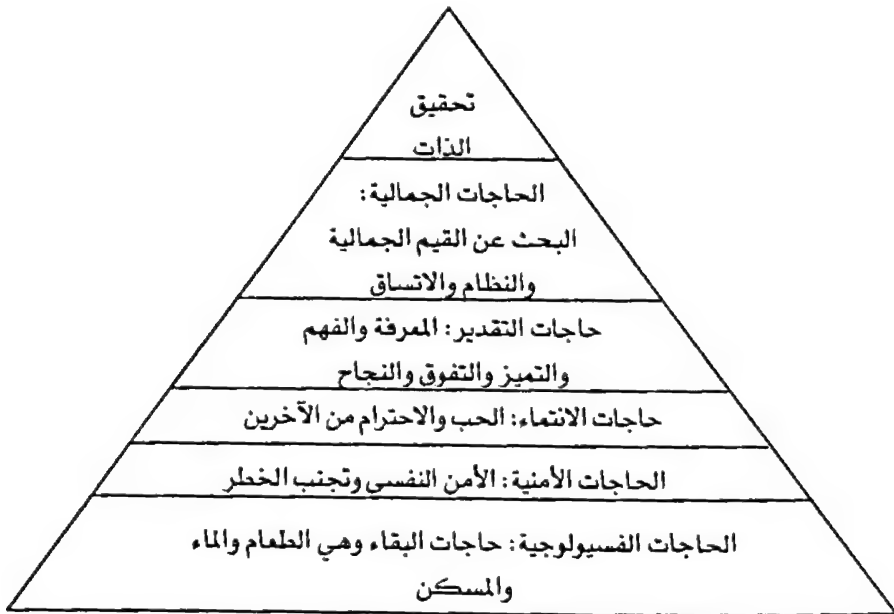 تحقيق
الذات
الحاجات الجمالية:
البحث عن القيم الجمالية
والنظام والاتساق
حاجات التقدير: المعرفة والفهم
والتميز والتفوق والنجاح
حاجات الانتماء: الحب والاحترام من الآخرين
الحاجات الأمنية: الأمن النفسي وتجنب الخطر
الحاجات الفسيولوجية: حاجات البقاء وهي الطعام والماء
والمسكن